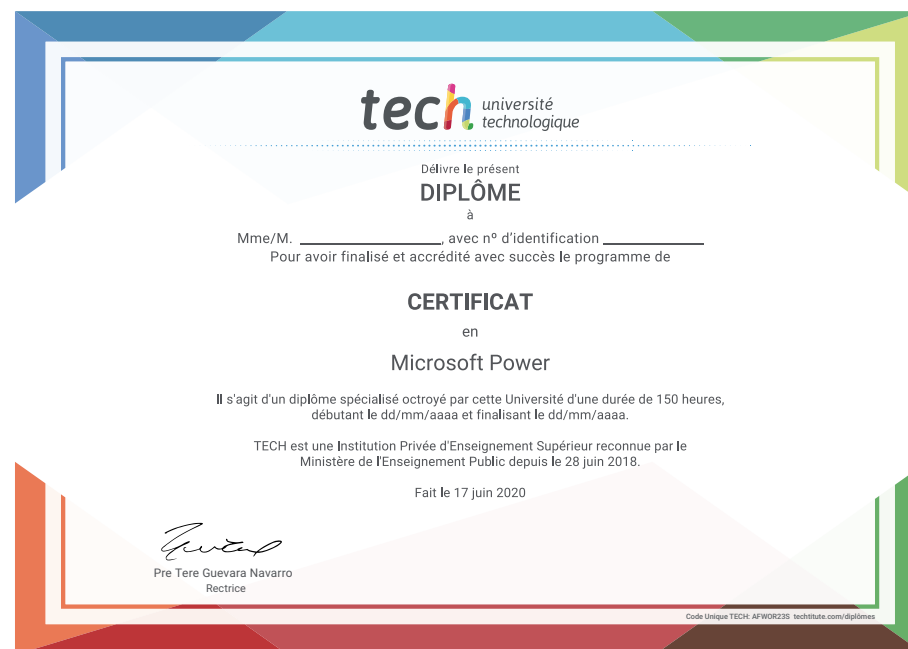 tech université
technologique
Délivre le présent
DIPLÔME
à
Mme/M. ____________________, avec nº d'identification ______________
Pour avoir finalisé et accrédité avec succès le programme de
CERTIFICAT
en
Microsoft Power
Il s'agit d'un diplôme spécialisé octroyé par cette Université d'une durée de 150 heures,
débutant le dd/mm/aaaa et finalisant le dd/mm/aaaa.
TECH est une Institution Privée d'Enseignement Supérieur reconnue par le
Ministère de l'Enseignement Public depuis le 28 juin 2018.
Fait le 17 juin 2020
Pre Tere Guevara Navarro
Rectrice
Code Unique TECH: AFWOR23S techtitute.com/diplômes